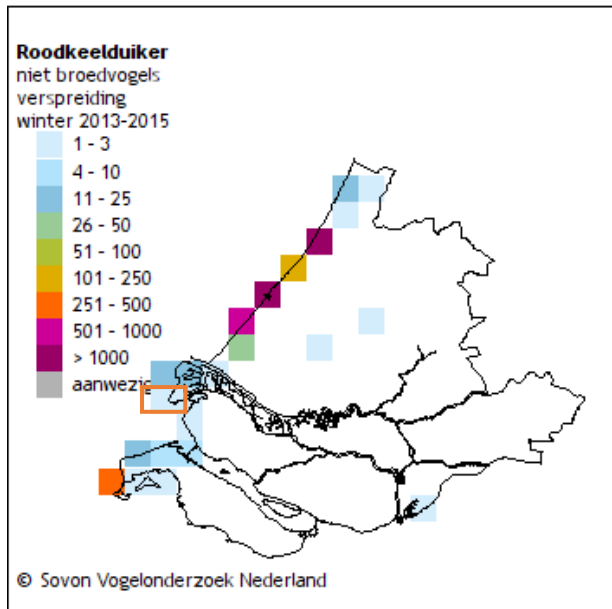 Roodkeelduiker
niet broedvogels
verspreiding
winter 2013-2015
1 - 3
4 - 10
11 - 25
26 - 50
51 - 100
101 - 250
251 - 500
501 - 1000
> 1000
aanwezig
© Sovon Vogelonderzoek Nederland